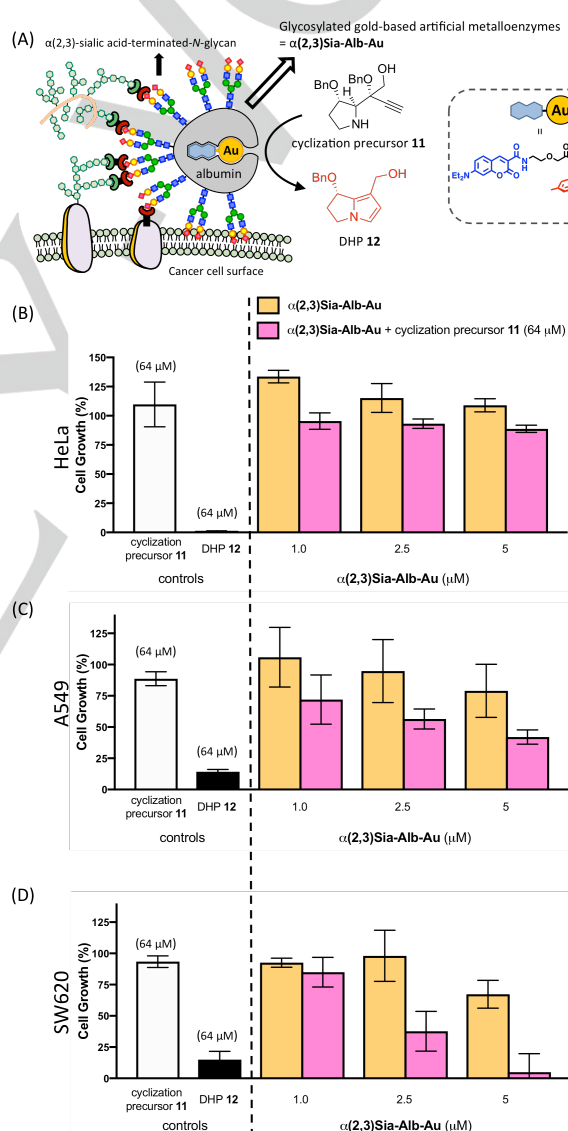 (A)
α(2,3)-sialic acid-terminated-N-glycan
Glycosylated gold-based artificial metalloenzymes
= α(2,3)Sia-Alb-Au
Au
albumin
Cancer cell surface
BnO
BnO
OH
H
NH
cyclization precursor 11
BnO
OH
N
DHP 12
Au
=
Et2N
O
O
O
N
H
O
O
(B)
α(2,3)Sia-Alb-Au
α(2,3)Sia-Alb-Au + cyclization precursor 11 (64 μM)
HeLa
Cell Growth (%)
150
125
100
75
50
25
0
(64 μM)
(64 μM)
cyclization
precursor 11
DHP 12
1.0
2.5
5
controls
α(2,3)Sia-Alb-Au (μM)
(C)
A549
Cell Growth (%)
125
100
75
50
25
0
(64 μM)
(64 μM)
cyclization
precursor 11
DHP 12
1.0
2.5
5
controls
α(2,3)Sia-Alb-Au (μM)
(D)
SW620
Cell Growth (%)
125
100
75
50
25
0
(64 μM)
(64 μM)
cyclization
precursor 11
DHP 12
1.0
2.5
5
controls
α(2,3)Sia-Alb-Au (μM)